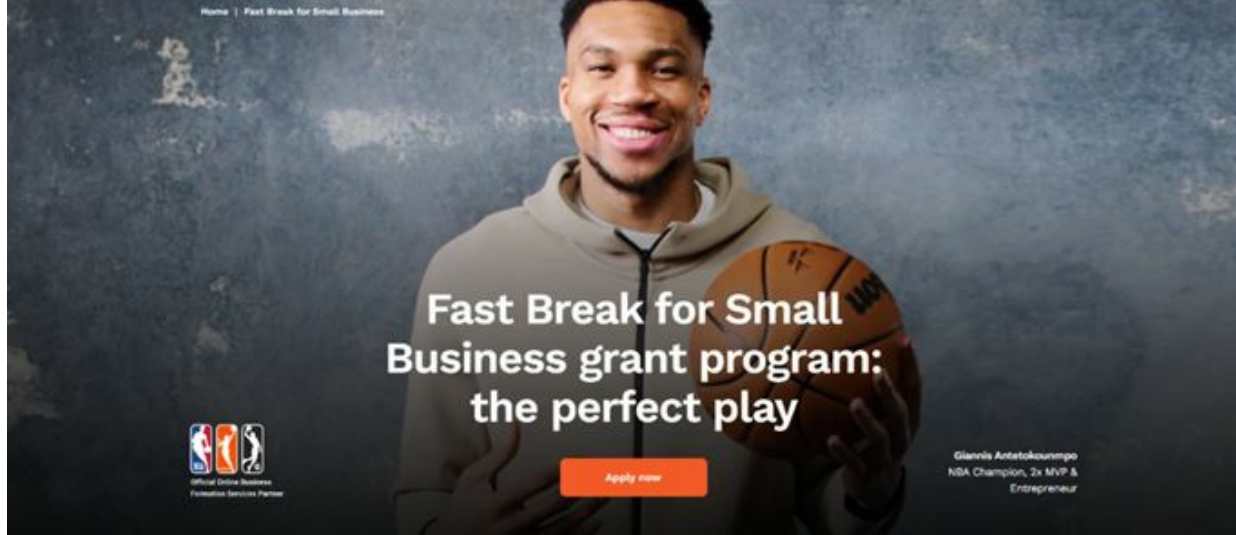 Home | Fast Break for Small Business
Fast Break for Small
Business grant program:
the perfect play
Apply now
Official Online Business
Formation Services Partner
Giannis Antetokounmpo
NBA Champion, 2x MVP &
Entrepreneur